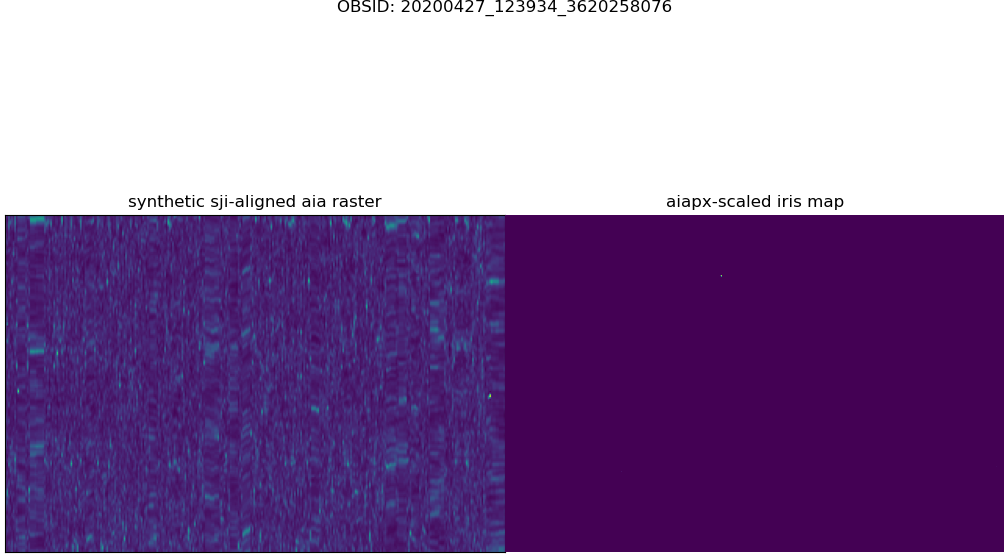 OBSID: 20200427_123934_3620258076
synthetic sji-aligned aia raster
aiapx-scaled iris map